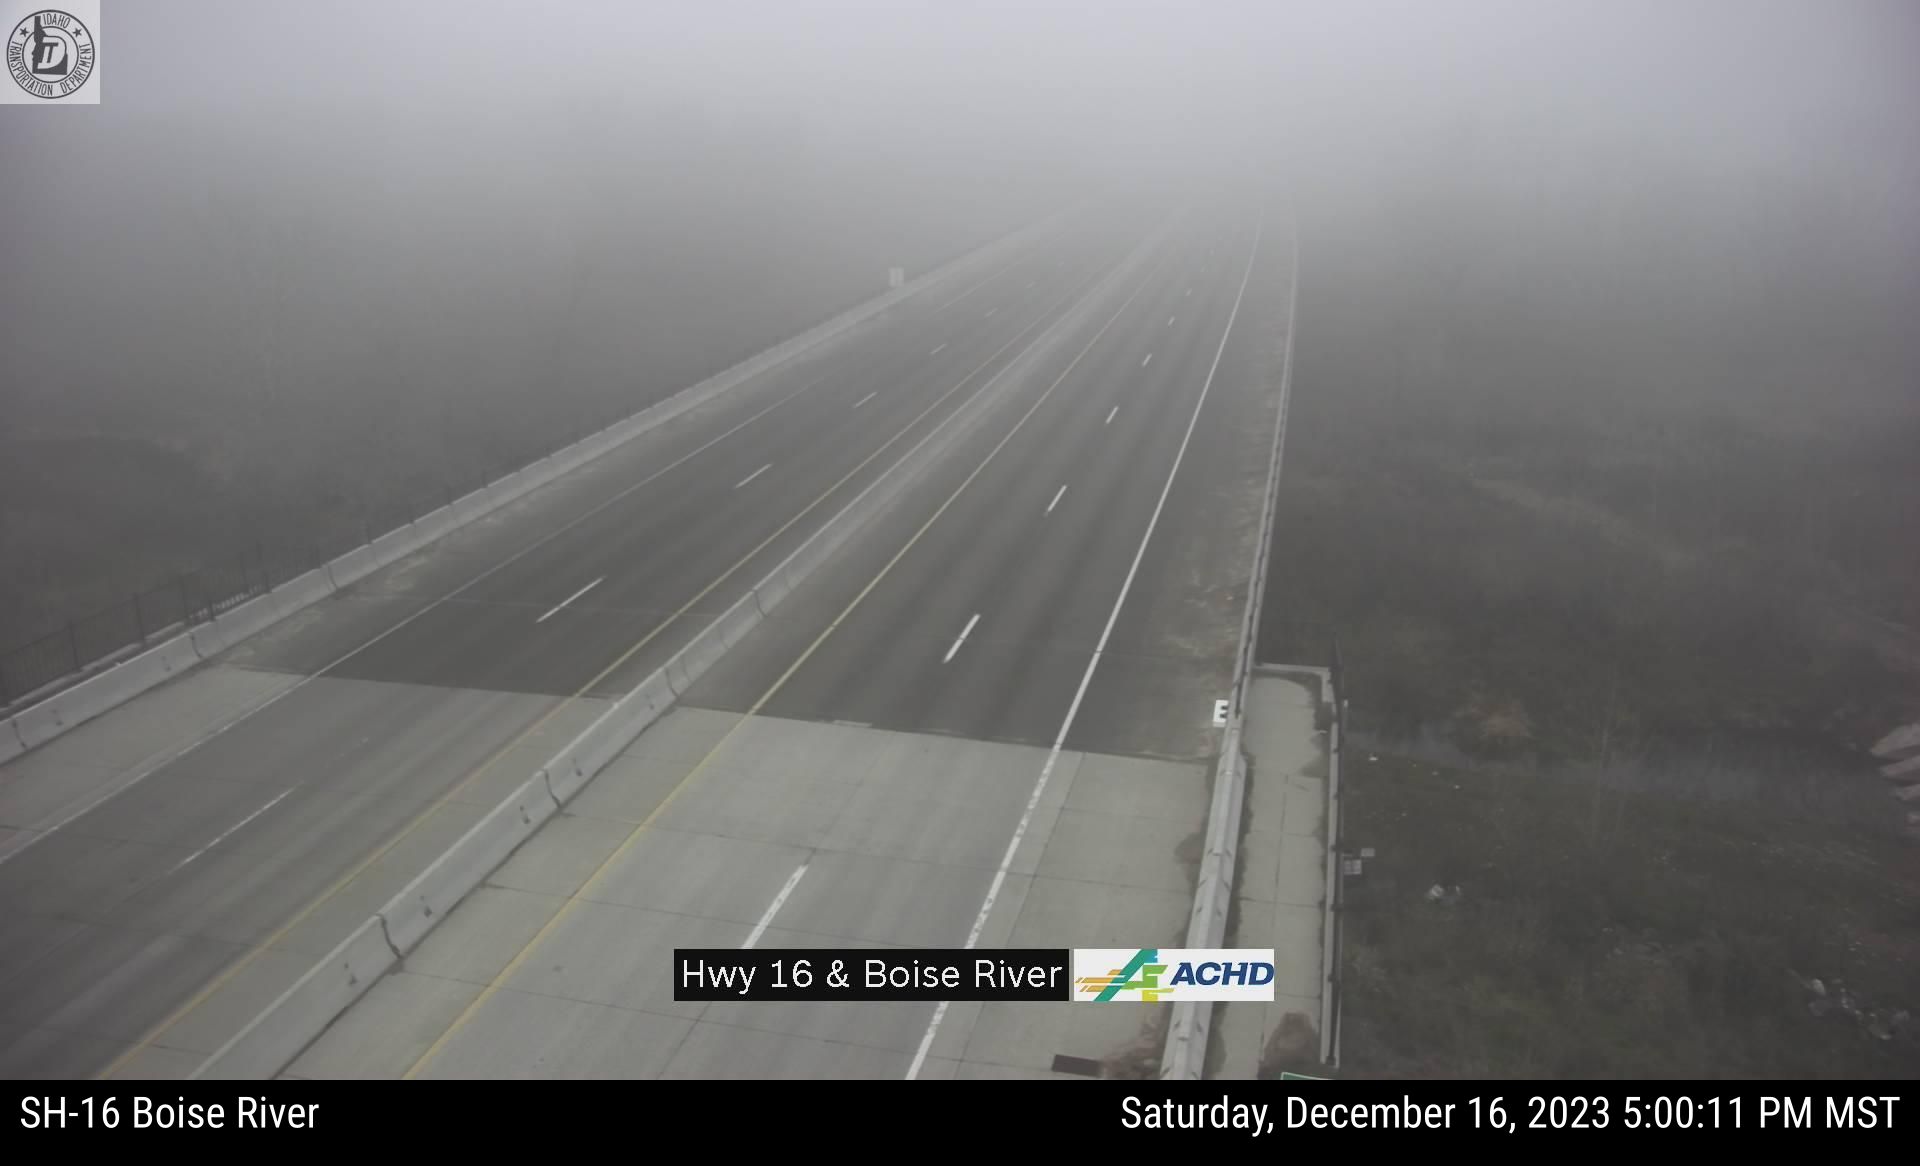 IDAHO
TRANSPORTATION DEPARTMENT
IT
E
Hwy 16 & Boise River
ACHD
SH-16 Boise River
Saturday, December 16, 2023 5:00:11 PM MST